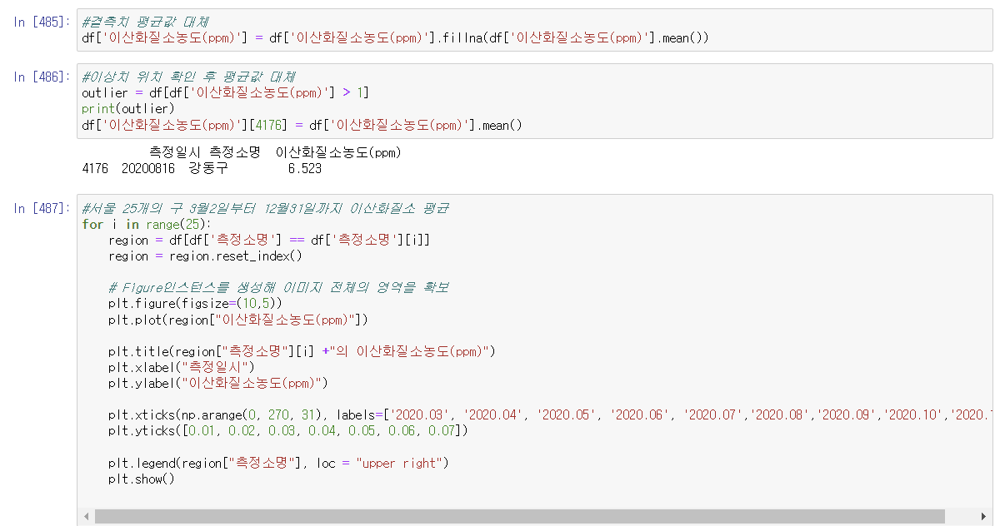 In [485]: #결측치 평균값 대체
df['이산화질소농도(ppm)'] = df['이산화질소농도(ppm)'].fillna(df['이산화질소농도(ppm)'].mean())
In [486]: #이상치 위치 확인 후 평균값 대체
outlier = df[df['이산화질소농도(ppm)'] > 1]
print(outlier)
df['이산화질소농도(ppm)'][4176] = df['이산화질소농도(ppm)'].mean()
측정일시 측정소명 이산화질소농도(ppm)
4176 20200816 강동구 6.523
In [487]: #서울 25개의 구 3월2일부터 12월31일까지 이산화질소 평균
for i in range(25):
region = df[df['측정소명'] == df['측정소명'][i]]
region = region.reset_index()
# Figure인스턴스를 생성해 이미지 전체의 영역을 확보
plt.figure(figsize=(10,5))
plt.plot(region["이산화질소농도(ppm)"])
plt.title(region["측정소명"][i] +"의 이산화질소농도(ppm)")
plt.xlabel("측정일시")
plt.ylabel("이산화질소농도(ppm)")
plt.xticks(np.arange(0, 270, 31), labels=['2020.03', '2020.04', '2020.05', '2020.06', '2020.07','2020.08','2020.09','2020.10','2020.
plt.yticks([0.01, 0.02, 0.03, 0.04, 0.05, 0.06, 0.07])
plt.legend(region["측정소명"], loc = "upper right")
plt.show()